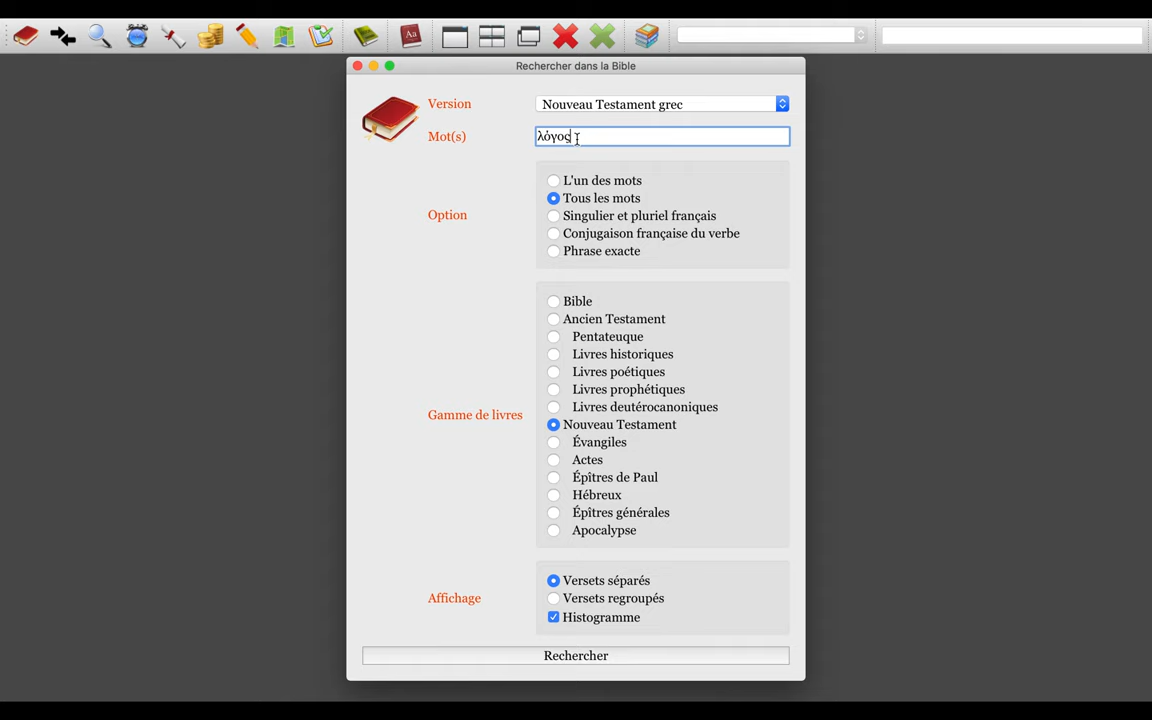 Aa
Rechercher dans la Bible
Version
Nouveau Testament grec
Mot(s)
λόγος
Option
L'un des mots
Tous les mots
Singulier et pluriel français
Conjugaison française du verbe
Phrase exacte
Gamme de livres
Bible
Ancien Testament
Pentateuque
Livres historiques
Livres poétiques
Livres prophétiques
Livres deutérocanoniques
Nouveau Testament
Évangiles
Actes
Épîtres de Paul
Hébreux
Épîtres générales
Apocalypse
Affichage
Versets séparés
Versets regroupés
Histogramme
Rechercher